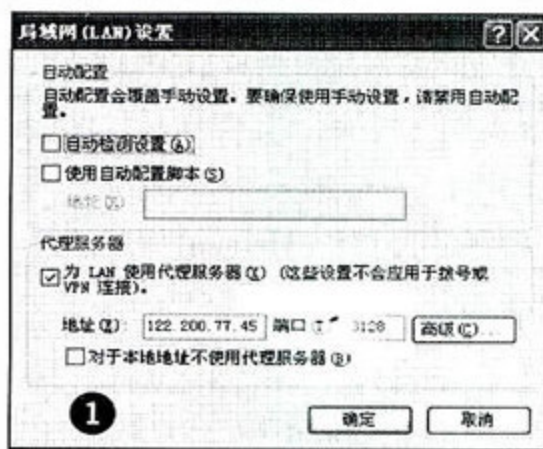 局域网(LAN)设置
自动配置
自动配置会覆盖手动设置。要确保使用手动设置，请禁用自动配
置。
自动检测设置(A)
使用自动配置脚本(S)
地址(R)
代理服务器
为 LAN 使用代理服务器(X) (这些设置不会应用于拨号或
VPN 连接)。
地址(E): 122.200.77.45 端口(T) 3128 高级(C)...
对于本地地址不使用代理服务器(B)
1 确定 取消